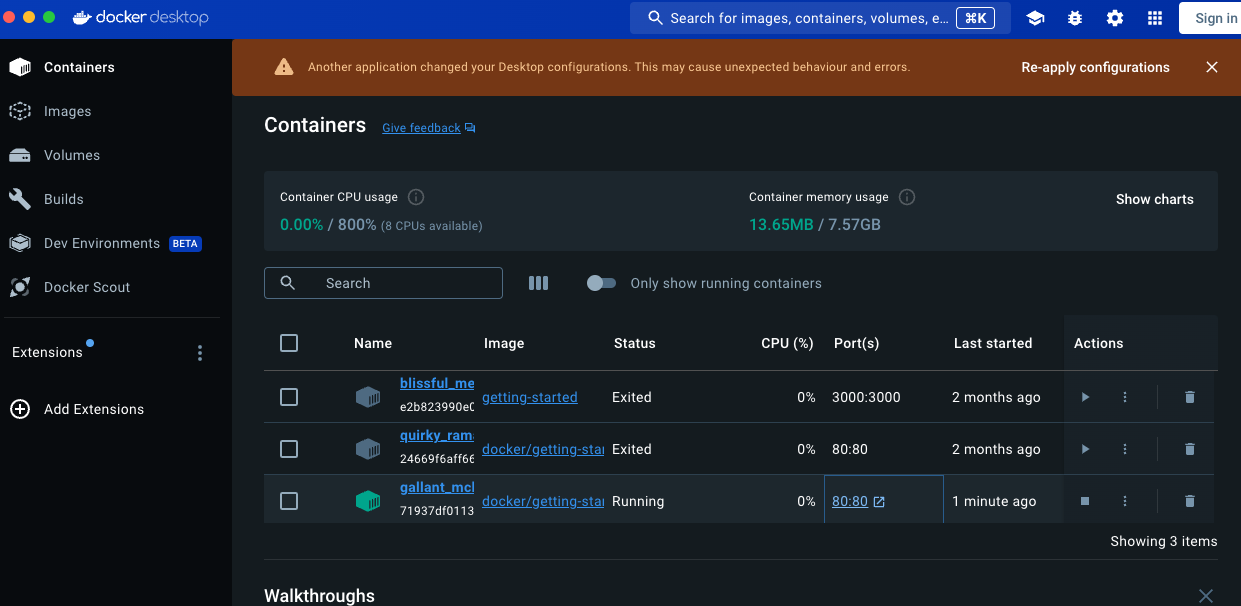 docker desktop
Search for images, containers, volumes, e... ⌘K
Sign in
Containers
Images
Volumes
Builds
Dev Environments BETA
Docker Scout
Extensions
Add Extensions
Another application changed your Desktop configurations. This may cause unexpected behaviour and errors. Re-apply configurations
Containers Give feedback
Container CPU usage
0.00% / 800% (8 CPUs available)
Container memory usage
13.65MB / 7.57GB
Show charts
Search Only show running containers
Name Image Status CPU (%) Port(s) Last started Actions
blissful_me
e2b823990e0
getting-started Exited 0% 3000:3000 2 months ago
quirky_ram
24669f6aff66
docker/getting-star Exited 0% 80:80 2 months ago
gallant_mcl
71937df0113
docker/getting-star Running 0% 80:80 1 minute ago
Showing 3 items
Walkthroughs